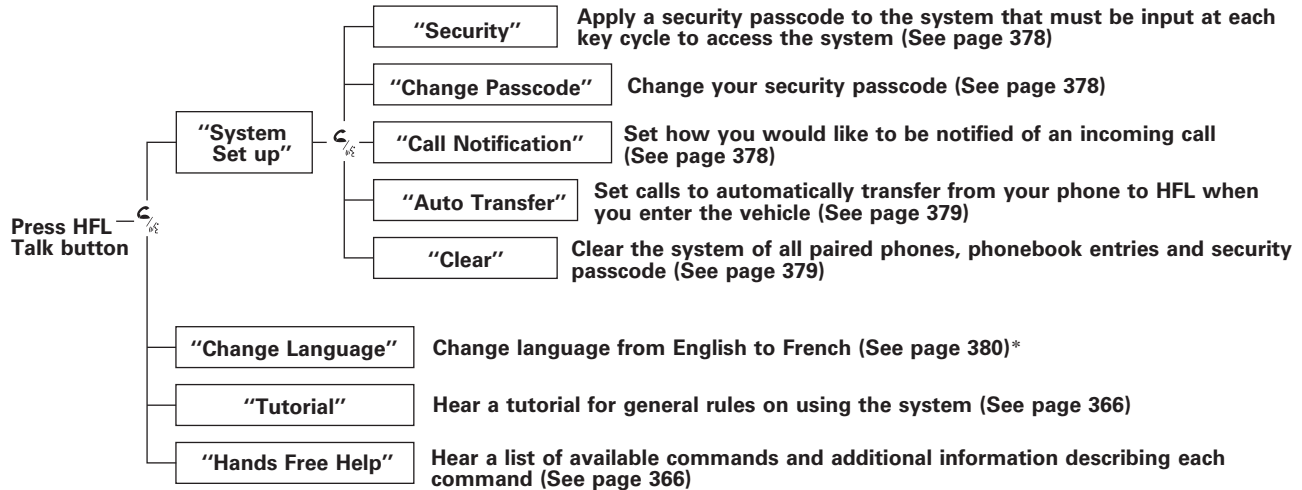 "Security"
Apply a security passcode to the system that must be input at each
key cycle to access the system (See page 378)
"Change Passcode"
Change your security passcode (See page 378)
"System
Set up"
"Call Notification"
Set how you would like to be notified of an incoming call
(See page 378)
"Auto Transfer"
Set calls to automatically transfer from your phone to HFL when
you enter the vehicle (See page 379)
Press HFL
Talk button
"Clear"
Clear the system of all paired phones, phonebook entries and security
passcode (See page 379)
"Change Language"
Change language from English to French (See page 380)*
"Tutorial"
Hear a tutorial for general rules on using the system (See page 366)
"Hands Free Help"
Hear a list of available commands and additional information describing each
command (See page 366)